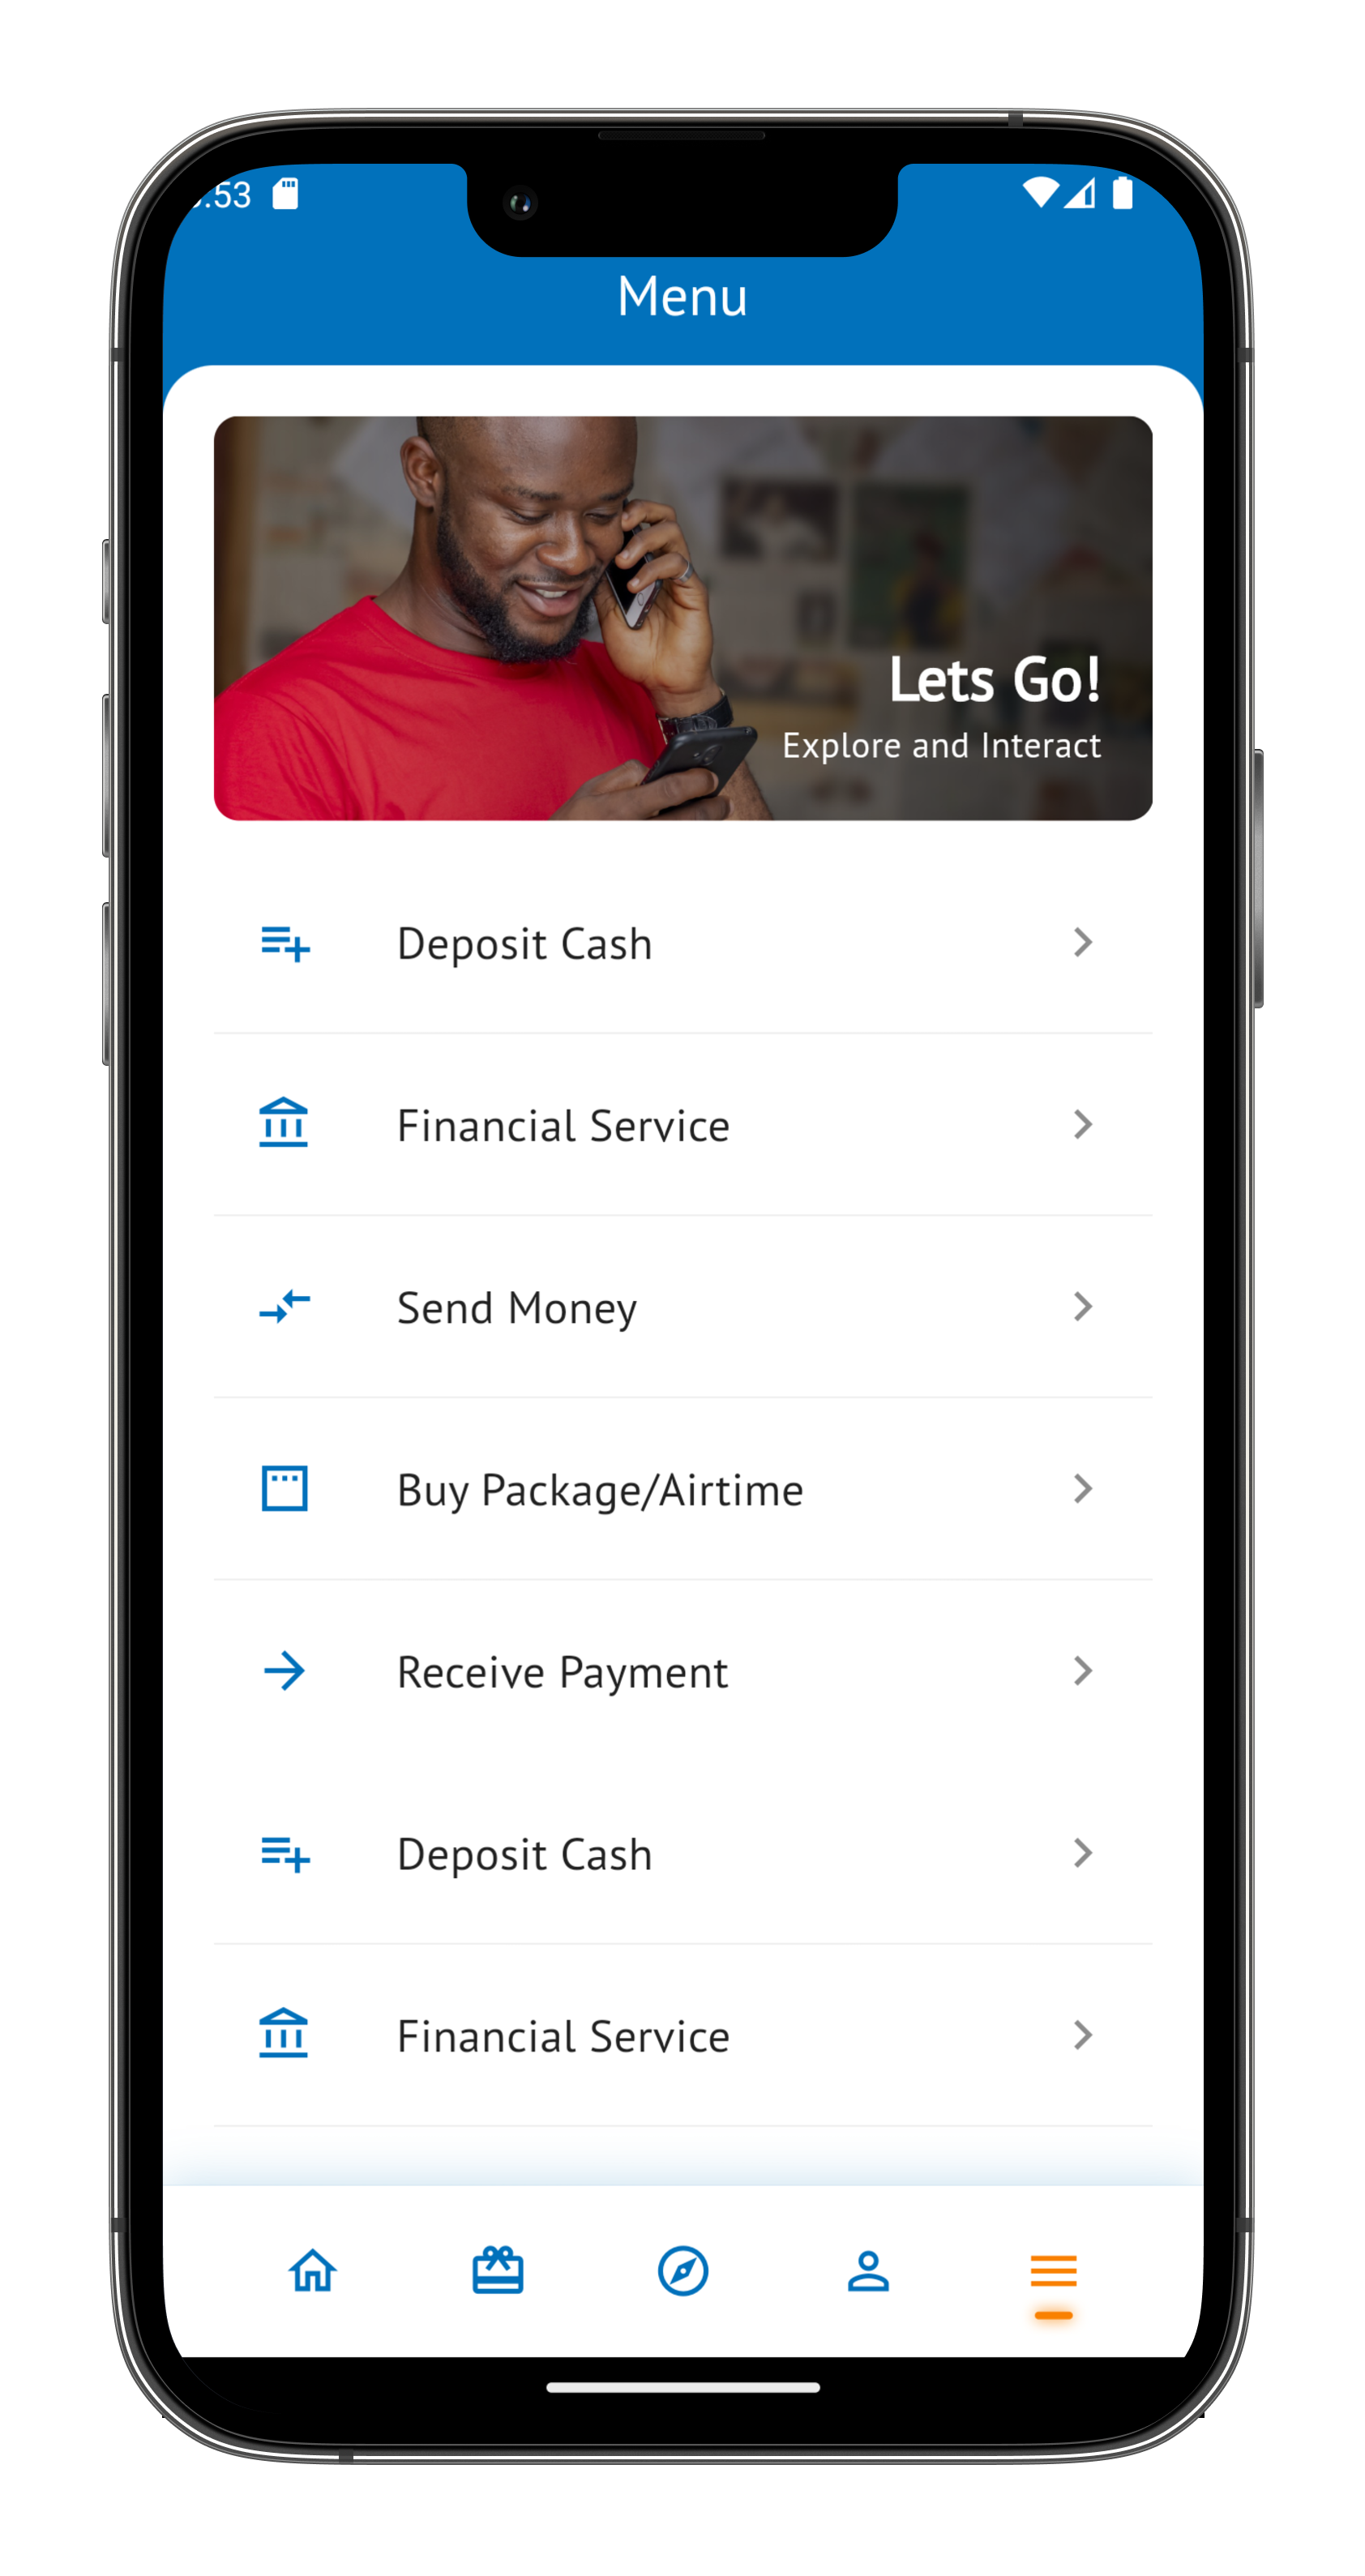 :53
Menu
Lets Go!
Explore and Interact
Deposit Cash
Financial Service
Send Money
Buy Package/Airtime
Receive Payment
Deposit Cash
Financial Service